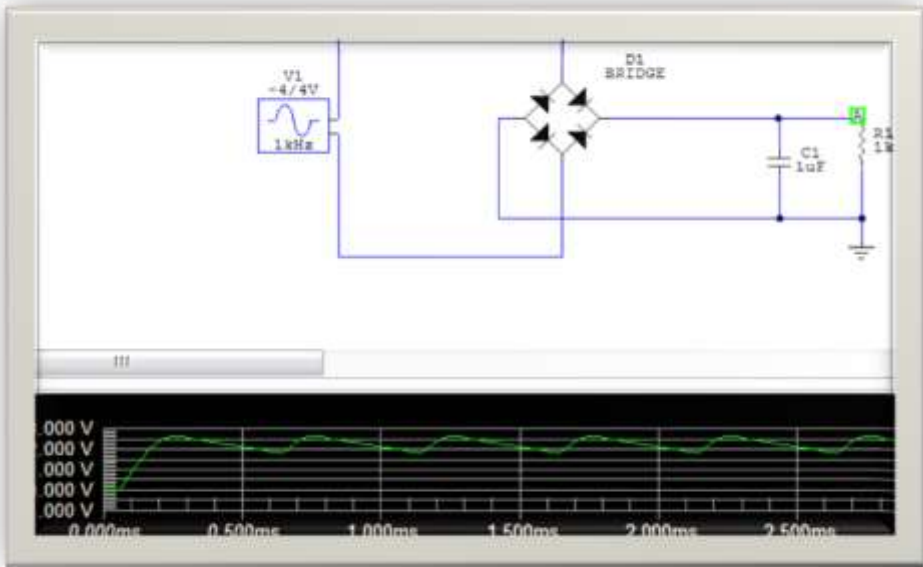 V1
-4/4V
1kHz
D1
BRIDGE
A
R1
1k
C1
1uF
.000 V
.000 V
.000 V
.000 V
.000 V
0.000ms 0.500ms 1.000ms 1.500ms 2.000ms 2.500ms